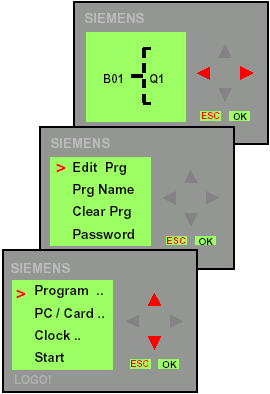 SIEMENS
B01 Q1
ESC OK
SIEMENS
> Edit Prg
Prg Name
Clear Prg
Password
ESC OK
SIEMENS
> Program ..
PC / Card ..
Clock ..
Start
ESC OK
LOGO!